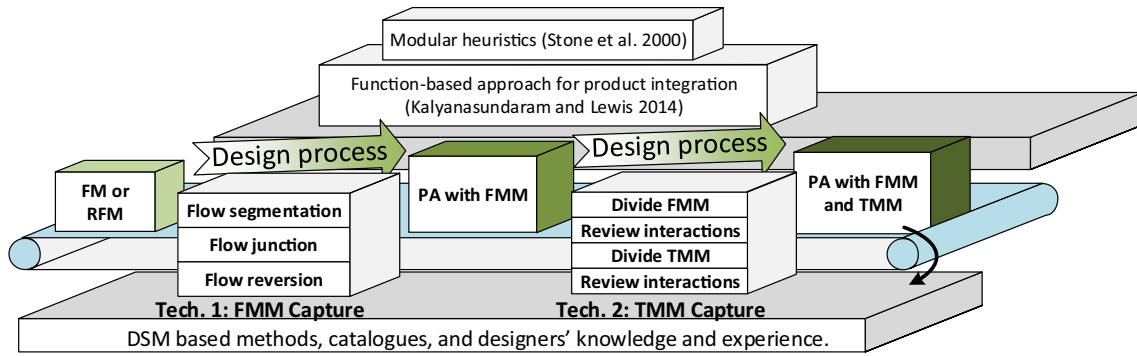 Modular heuristics (Stone et al. 2000)
Function-based approach for product integration
(Kalyanasundaram and Lewis 2014)
Design process
Design process
FM or
RFM
Flow segmentation
Flow junction
Flow reversion
PA with FMM
Divide FMM
Review interactions
Divide TMM
Review interactions
PA with FMM
and TMM
Tech. 1: FMM Capture
Tech. 2: TMM Capture
DSM based methods, catalogues, and designers’ knowledge and experience.